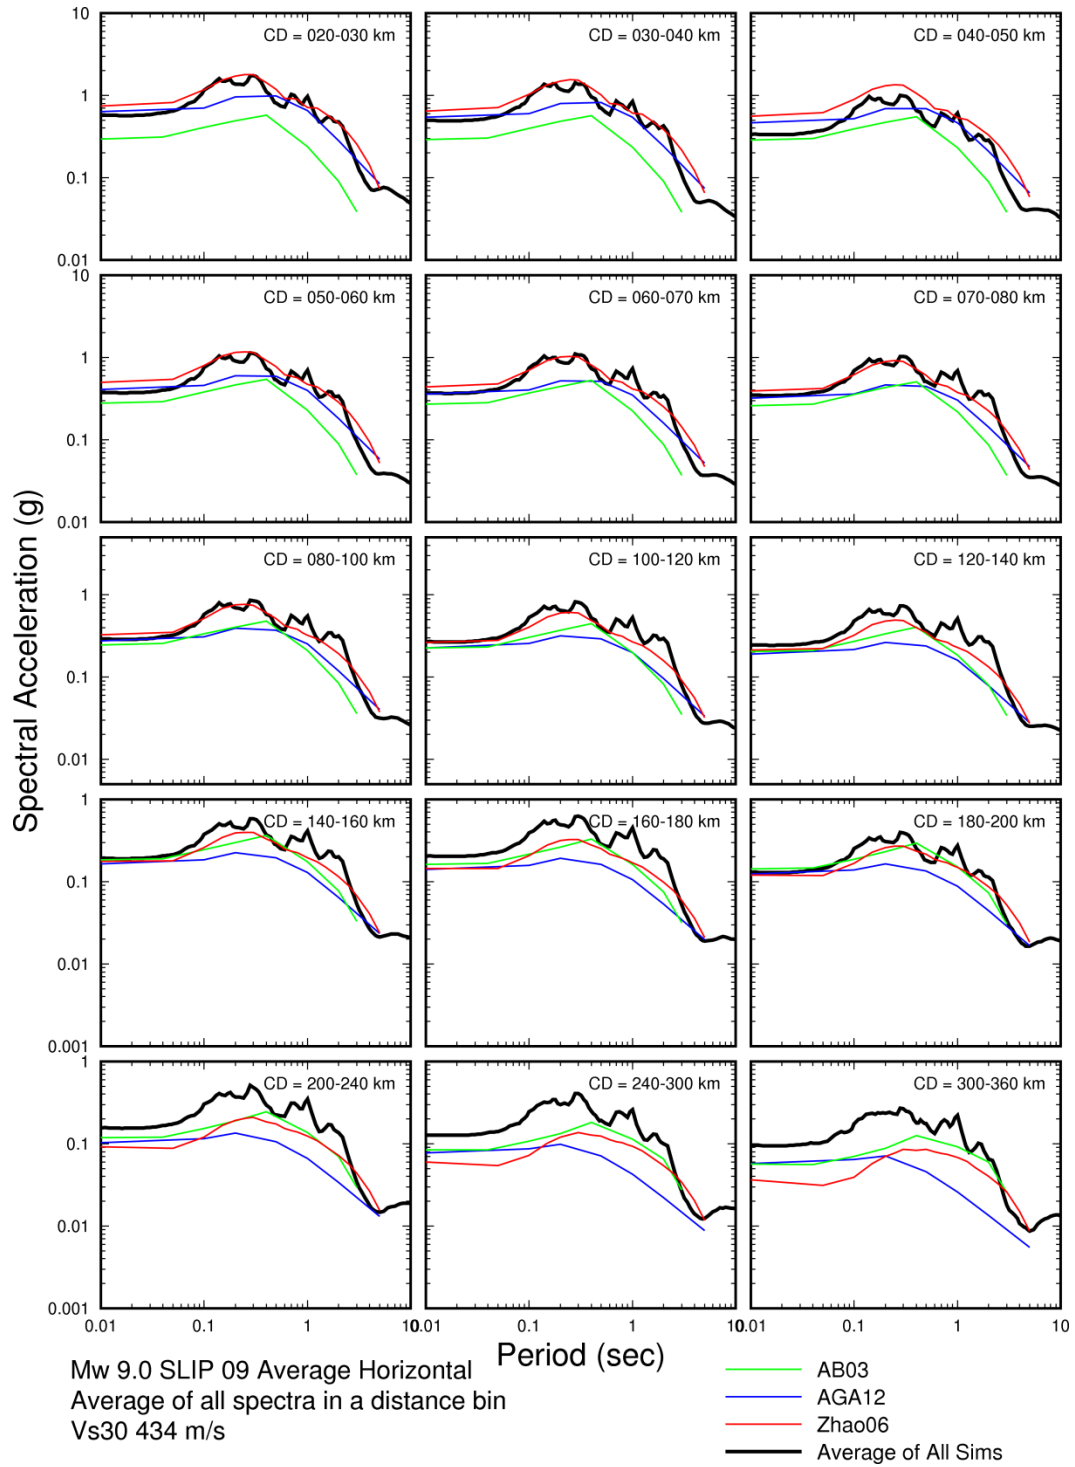 10
1
0.1
0.01
CD = 020-030 km
CD = 030-040 km
CD = 040-050 km
10
1
0.1
0.01
CD = 050-060 km
CD = 060-070 km
CD = 070-080 km
Spectral Acceleration (g)
1
0.1
0.01
CD = 080-100 km
CD = 100-120 km
CD = 120-140 km
1
0.1
0.01
0.001
CD = 140-160 km
CD = 160-180 km
CD = 180-200 km
1
0.1
0.01
0.001
CD = 200-240 km
CD = 240-300 km
CD = 300-360 km
0.01 0.1 1 10
0.01 0.1 1 10
0.01 0.1 1 10
Period (sec)
Mw 9.0 SLIP 09 Average Horizontal
Average of all spectra in a distance bin
Vs30 434 m/s
AB03
AGA12
Zhao06
Average of All Sims